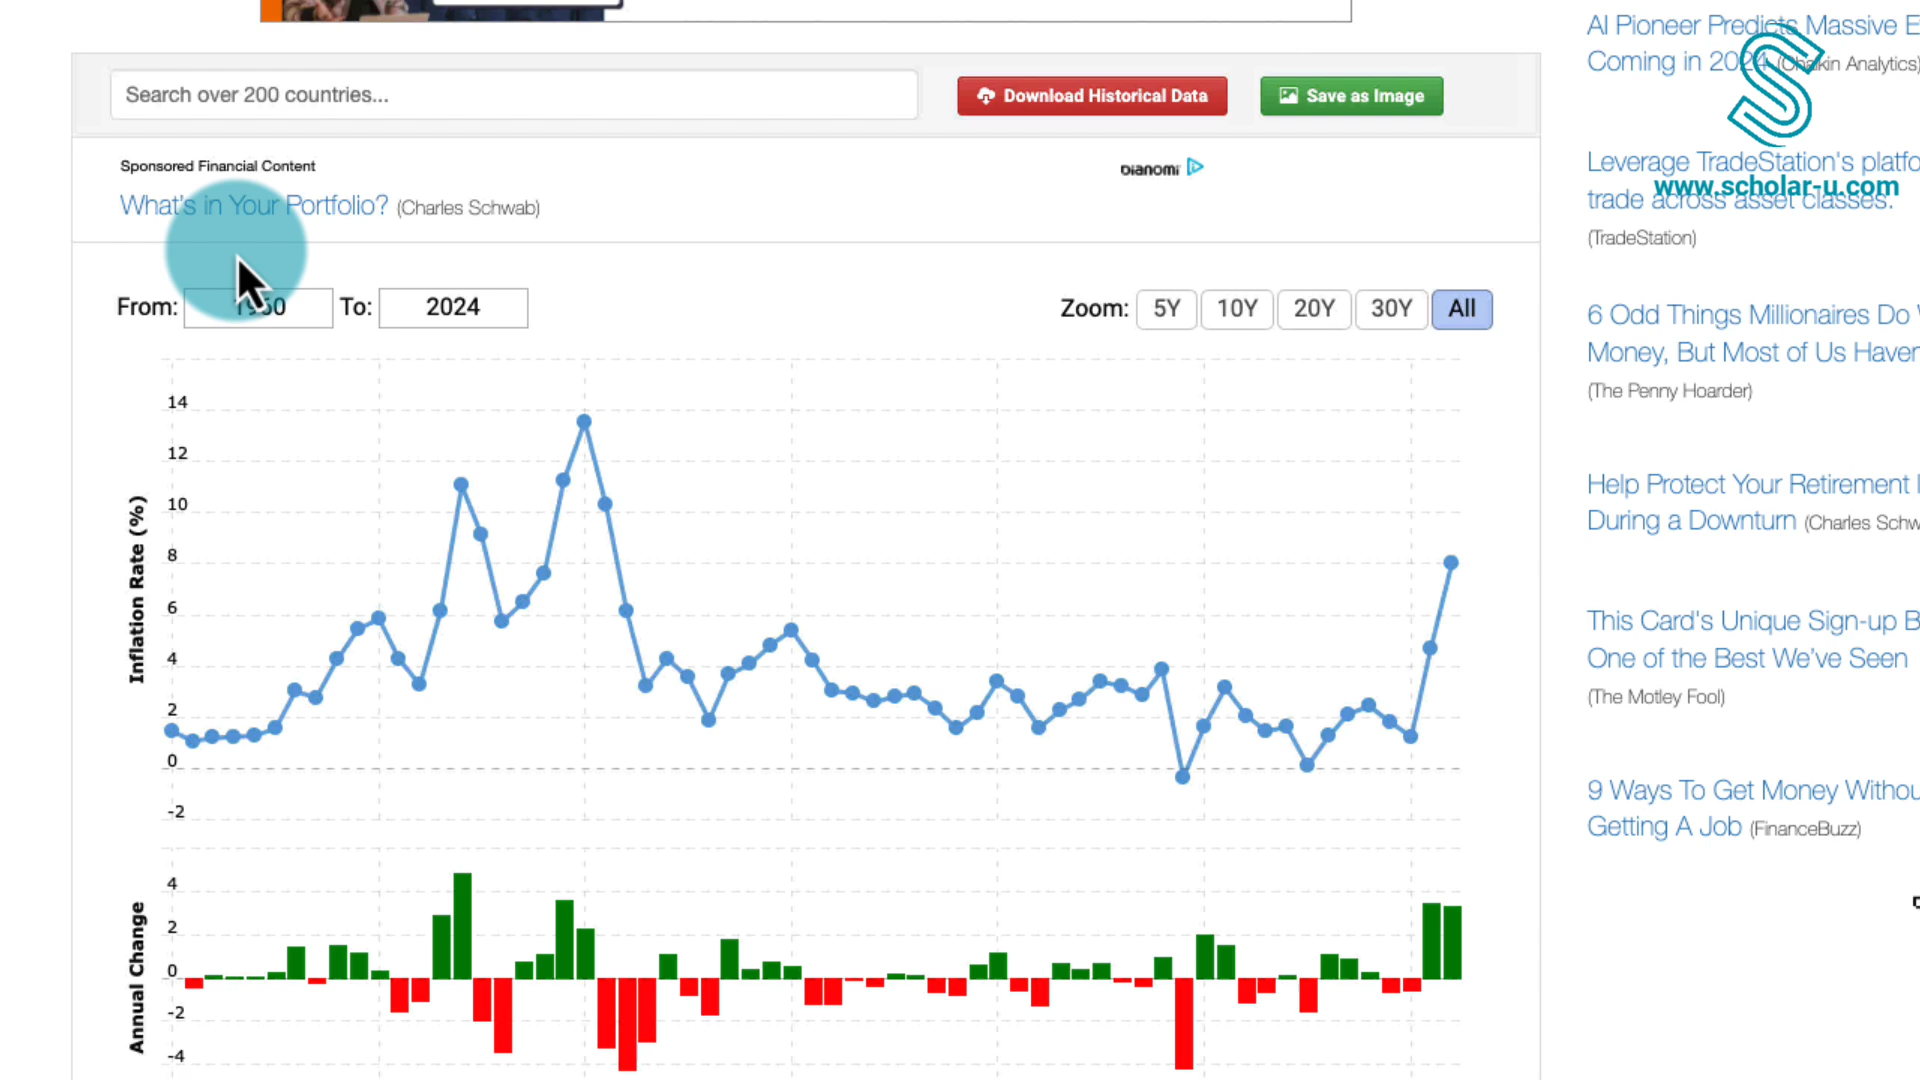 Search over 200 countries...
Download Historical Data
Save as Image
Sponsored Financial Content
DIANOMI
What's in Your Portfolio? (Charles Schwab)
From: 1960 To: 2024
Zoom: 5Y 10Y 20Y 30Y All
Inflation Rate (%)
14
12
10
8
6
4
2
0
-2
Annual Change
4
2
0
-2
-4
AI Pioneer Predicts Massive E
Coming in 2024 (Chaikin Analytics)
Leverage TradeStation's platfo
trade across asset classes.
(TradeStation)
www.scholar-u.com
6 Odd Things Millionaires Do
Money, But Most of Us Haven
(The Penny Hoarder)
Help Protect Your Retirement
During a Downturn (Charles Schw
This Card's Unique Sign-up B
One of the Best We've Seen
(The Motley Fool)
9 Ways To Get Money Withou
Getting A Job (FinanceBuzz)